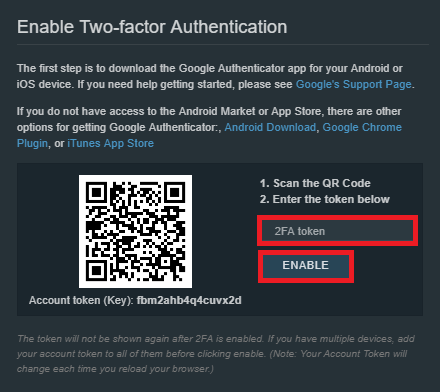 Enable Two-factor Authentication
The first step is to download the Google Authenticator app for your Android or
iOS device. If you need help getting started, please see Google's Support Page.
If you do not have access to the Android Market or App Store, there are other
options for getting Google Authenticator:, Android Download, Google Chrome
Plugin, or iTunes App Store
1. Scan the QR Code
2. Enter the token below
2FA token
ENABLE
Account token (Key): fbm2ahb4q4cuvx2d
The token will not be shown again after 2FA is enabled. If you have multiple devices, add
your account token to all of them before clicking enable. (Note: Your Account Token will
change each time you reload your browser.)